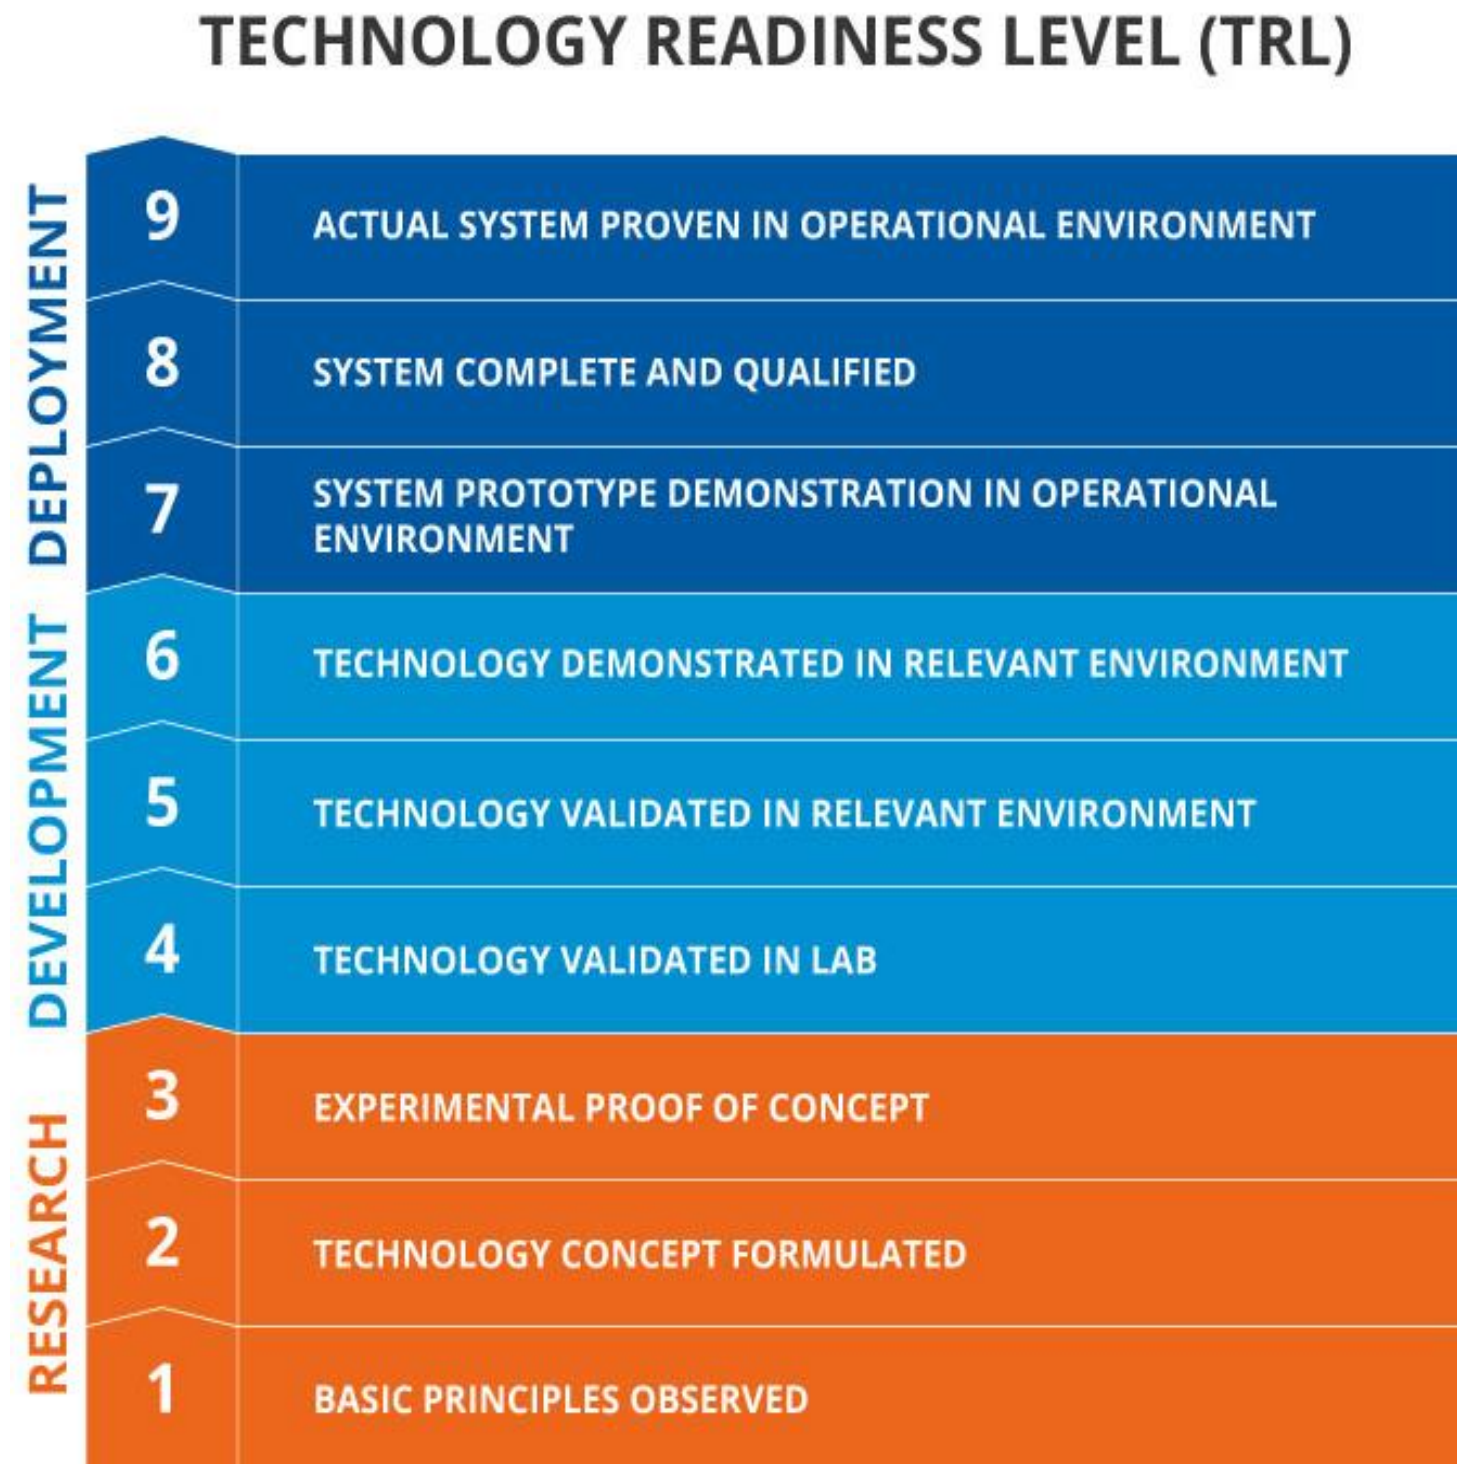 TECHNOLOGY READINESS LEVEL (TRL)
DEPLOYMENT
9
ACTUAL SYSTEM PROVEN IN OPERATIONAL ENVIRONMENT
8
SYSTEM COMPLETE AND QUALIFIED
7
SYSTEM PROTOTYPE DEMONSTRATION IN OPERATIONAL
ENVIRONMENT
DEVELOPMENT
6
TECHNOLOGY DEMONSTRATED IN RELEVANT ENVIRONMENT
5
TECHNOLOGY VALIDATED IN RELEVANT ENVIRONMENT
4
TECHNOLOGY VALIDATED IN LAB
RESEARCH
3
EXPERIMENTAL PROOF OF CONCEPT
2
TECHNOLOGY CONCEPT FORMULATED
1
BASIC PRINCIPLES OBSERVED